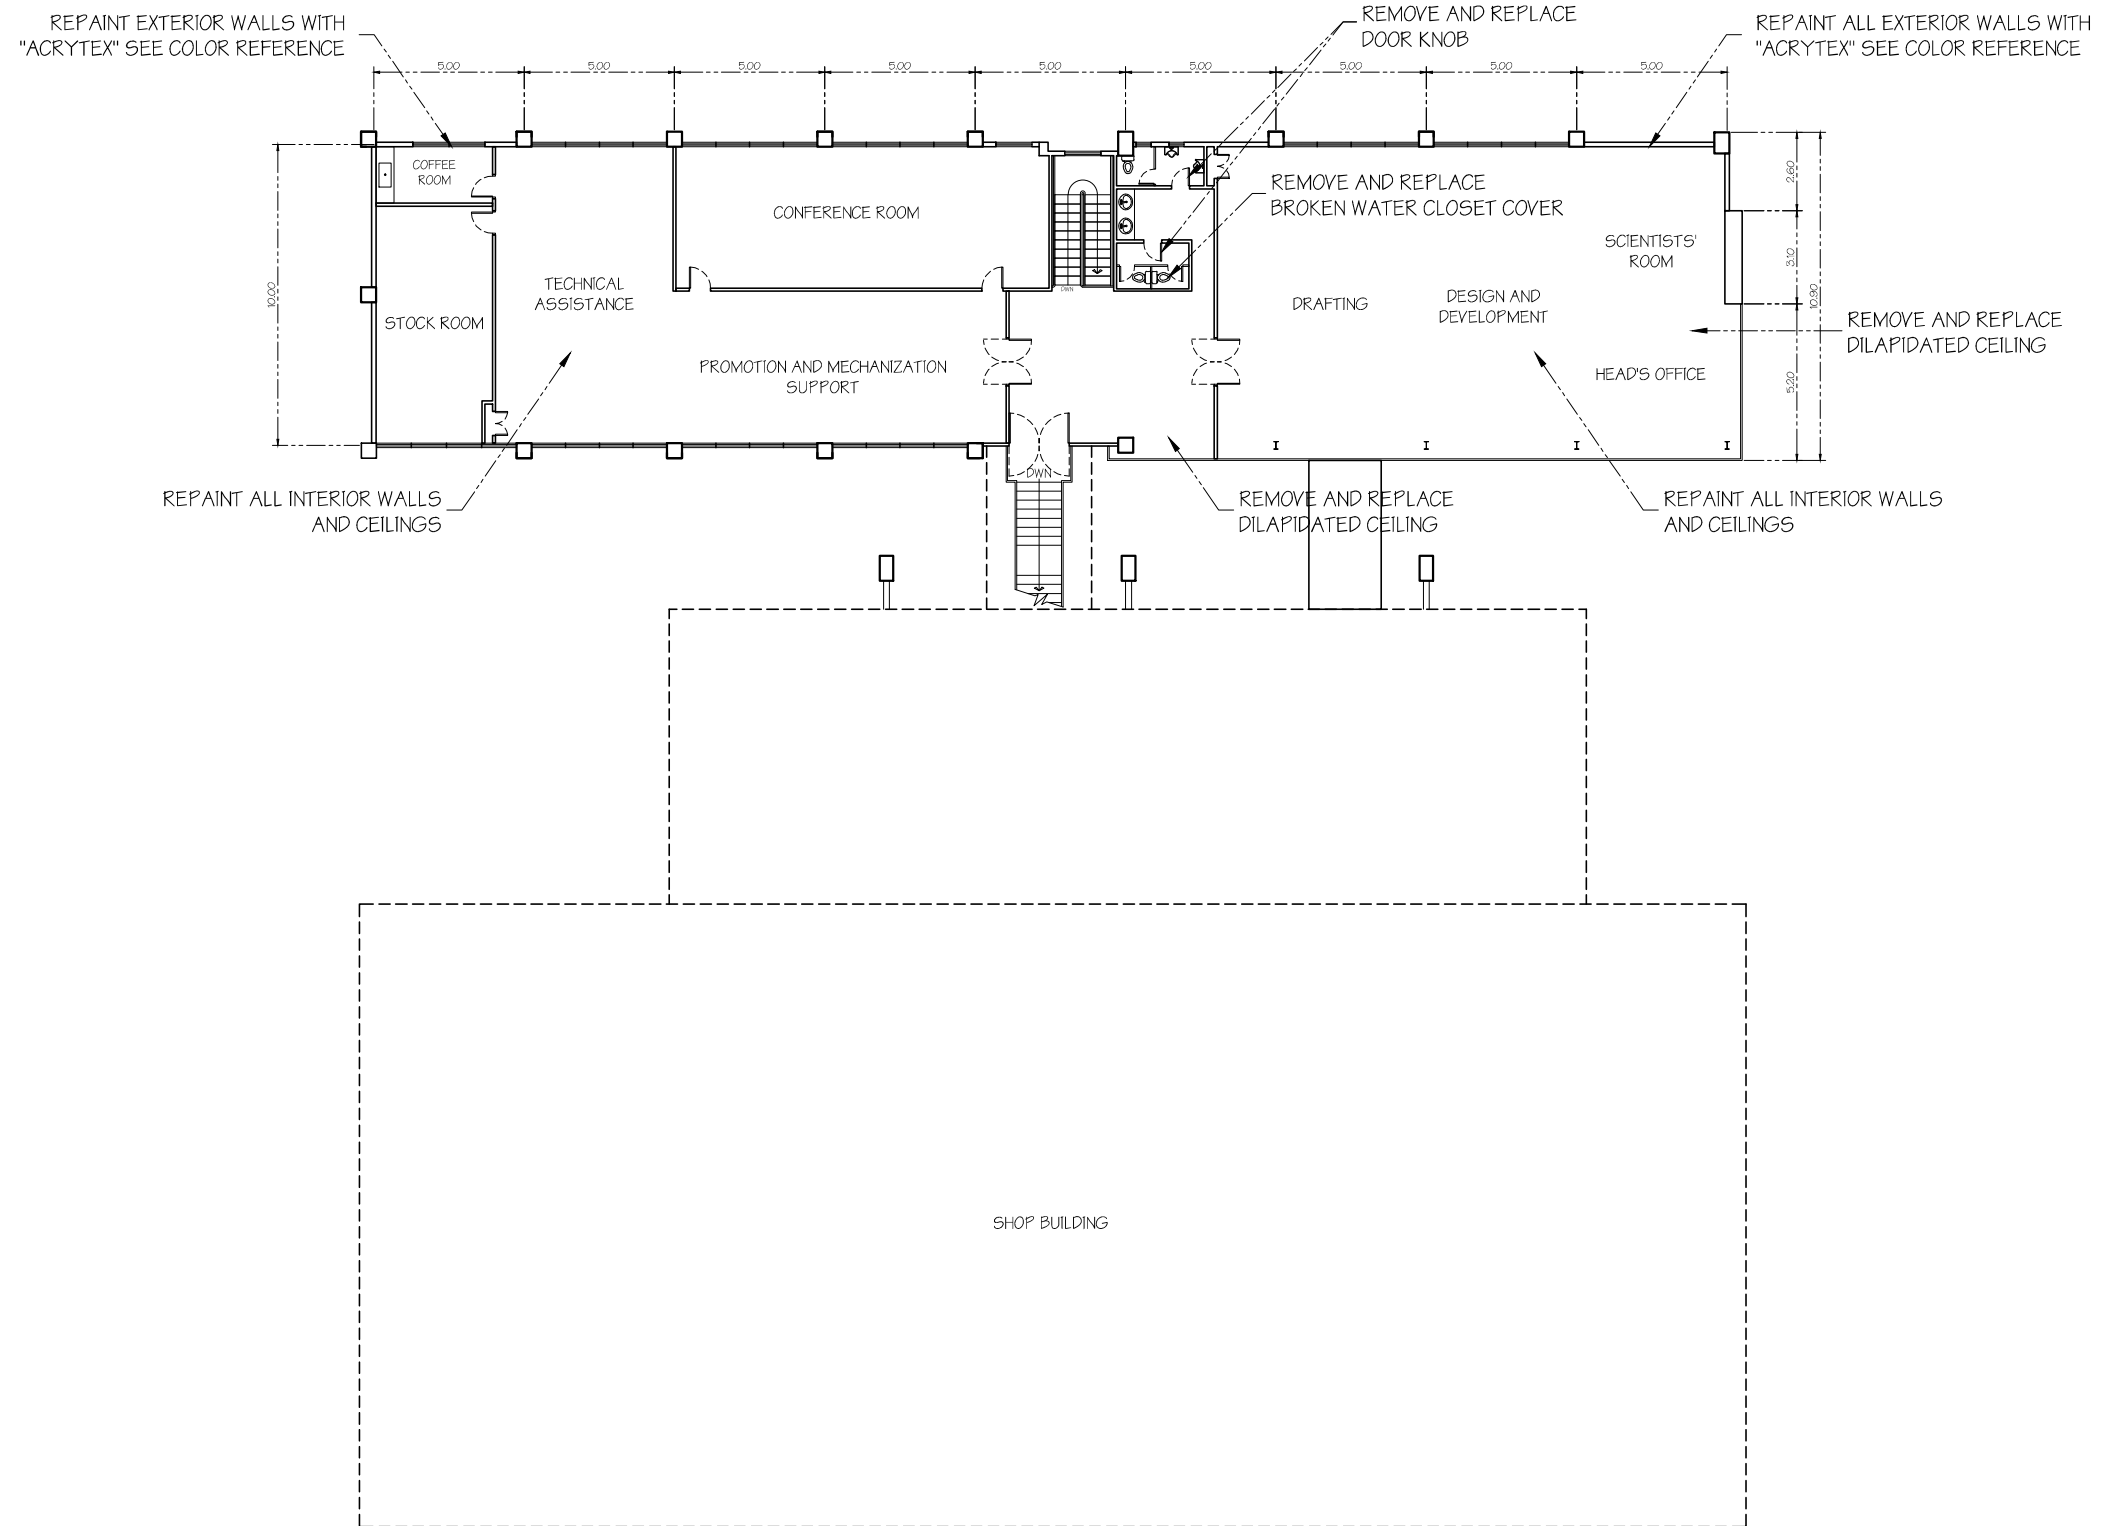 REPAINT EXTERIOR WALLS WITH
"ACRYTEX" SEE COLOR REFERENCE
REMOVE AND REPLACE
DOOR KNOB
REPAINT ALL EXTERIOR WALLS WITH
"ACRYTEX" SEE COLOR REFERENCE
5.00 5.00 5.00 5.00 5.00 5.00 5.00 5.00 5.00
COFFEE
ROOM
2.60
REMOVE AND REPLACE
BROKEN WATER CLOSET COVER
CONFERENCE ROOM
SCIENTISTS'
ROOM
3.10
TECHNICAL
ASSISTANCE
DWN
10.00
10.90
DRAFTING
DESIGN AND
DEVELOPMENT
STOCK ROOM
REMOVE AND REPLACE
DILAPIDATED CEILING
PROMOTION AND MECHANIZATION
SUPPORT
HEAD'S OFFICE
5.20
DWN
REPAINT ALL INTERIOR WALLS
AND CEILINGS
REMOVE AND REPLACE
DILAPIDATED CEILING
REPAINT ALL INTERIOR WALLS
AND CEILINGS
SHOP BUILDING